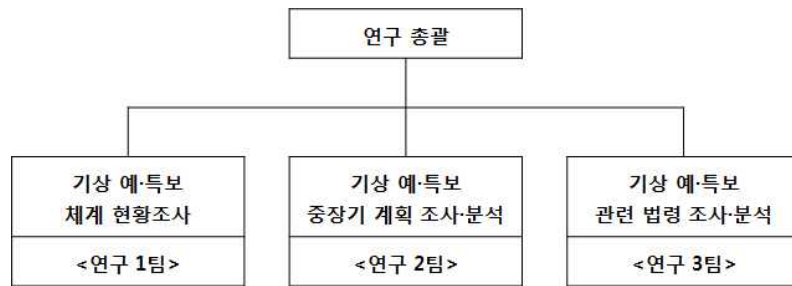 연구 총괄
기상 예·특보
체계 현황조사
<연구 1팀>
기상 예·특보
중장기 계획 조사·분석
<연구 2팀>
기상 예·특보
관련 법령 조사·분석
<연구 3팀>